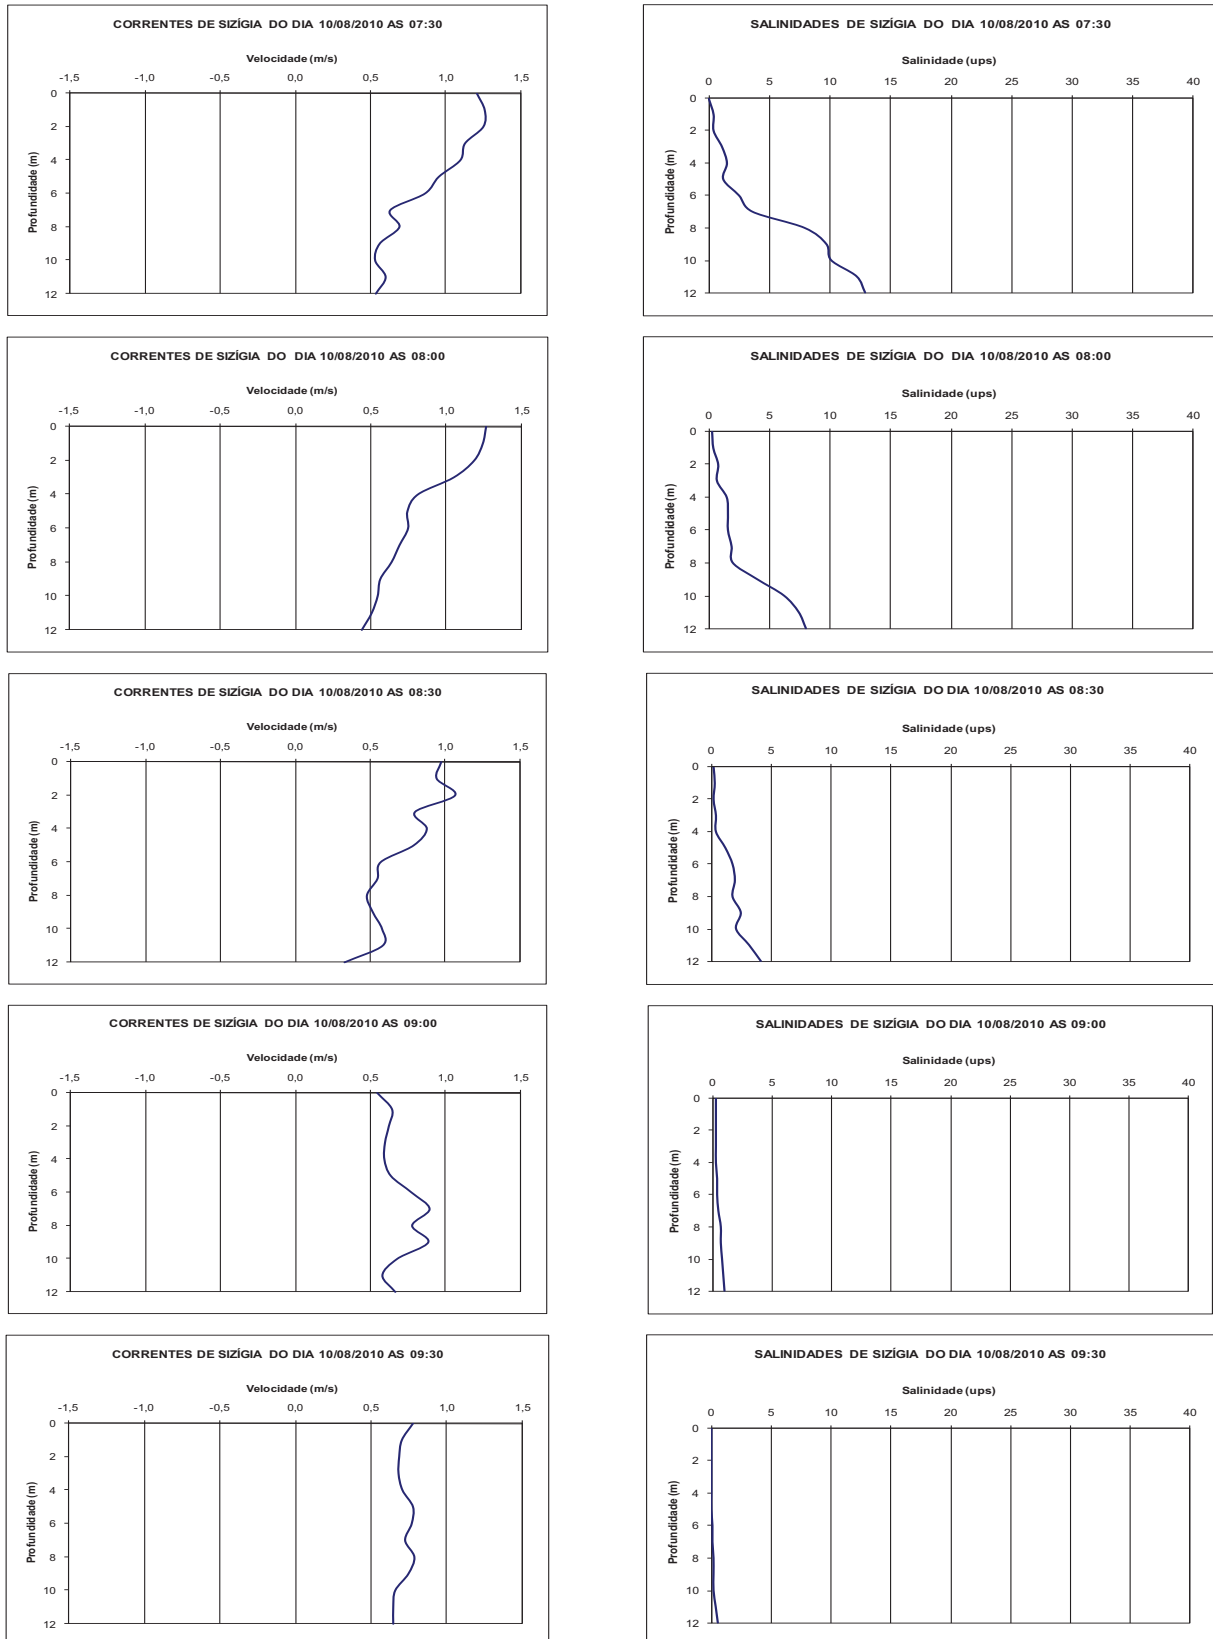 CORRENTES DE SIZÍGIA DO DIA 10/08/2010 AS 07:30
Velocidade (m/s)
-1,5 -1,0 -0,5 0,0 0,5 1,0 1,5
0
2
4
6
8
10
12
Profundidade (m)
SALINIDADES DE SIZÍGIA DO DIA 10/08/2010 AS 07:30
Salinidade (ups)
0 5 10 15 20 25 30 35 40
0
2
4
6
8
10
12
Profundidade (m)
CORRENTES DE SIZÍGIA DO DIA 10/08/2010 AS 08:00
Velocidade (m/s)
-1,5 -1,0 -0,5 0,0 0,5 1,0 1,5
0
2
4
6
8
10
12
Profundidade (m)
SALINIDADES DE SIZÍGIA DO DIA 10/08/2010 AS 08:00
Salinidade (ups)
0 5 10 15 20 25 30 35 40
0
2
4
6
8
10
12
Profundidade (m)
CORRENTES DE SIZÍGIA DO DIA 10/08/2010 AS 08:30
Velocidade (m/s)
-1,5 -1,0 -0,5 0,0 0,5 1,0 1,5
0
2
4
6
8
10
12
Profundidade (m)
SALINIDADES DE SIZÍGIA DO DIA 10/08/2010 AS 08:30
Salinidade (ups)
0 5 10 15 20 25 30 35 40
0
2
4
6
8
10
12
Profundidade (m)
CORRENTES DE SIZÍGIA DO DIA 10/08/2010 AS 09:00
Velocidade (m/s)
-1,5 -1,0 -0,5 0,0 0,5 1,0 1,5
0
2
4
6
8
10
12
Profundidade (m)
SALINIDADES DE SIZÍGIA DO DIA 10/08/2010 AS 09:00
Salinidade (ups)
0 5 10 15 20 25 30 35 40
0
2
4
6
8
10
12
Profundidade (m)
CORRENTES DE SIZÍGIA DO DIA 10/08/2010 AS 09:30
Velocidade (m/s)
-1,5 -1,0 -0,5 0,0 0,5 1,0 1,5
0
2
4
6
8
10
12
Profundidade (m)
SALINIDADES DE SIZÍGIA DO DIA 10/08/2010 AS 09:30
Salinidade (ups)
0 5 10 15 20 25 30 35 40
0
2
4
6
8
10
12
Profundidade (m)